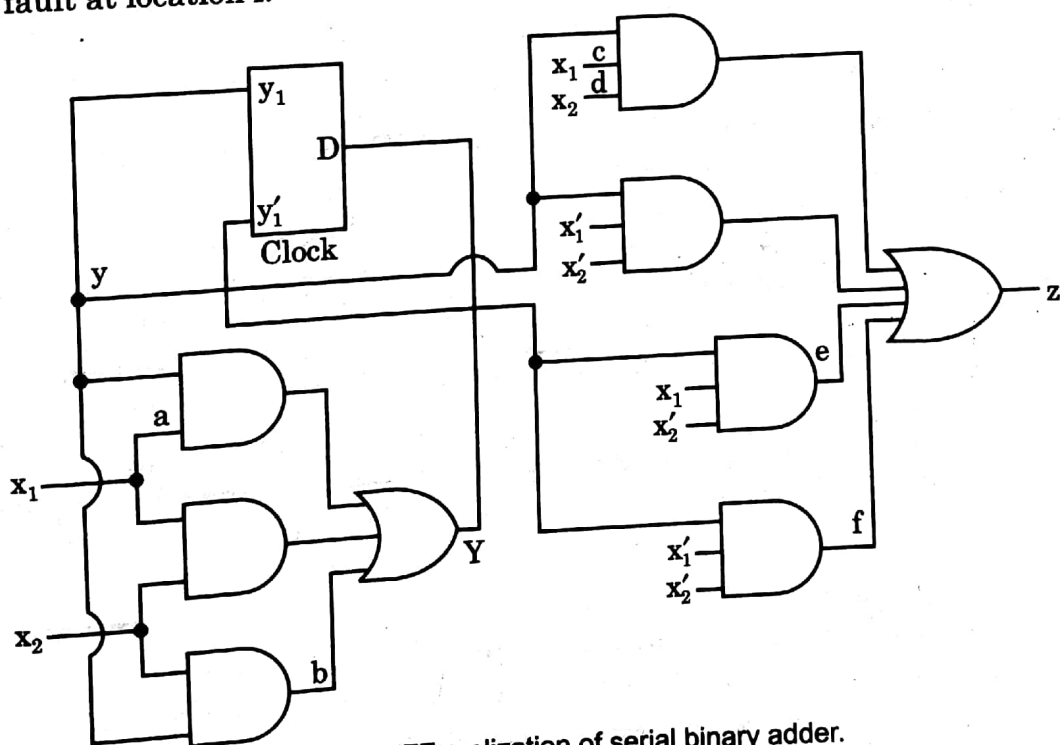 fault at location
y₁
D
y₁′
Clock
y
a
x₁
x₂
b
Y
x₁ c
x₂ d
x₁′
x₂′
e
x₁
x₂′
f
x₁′
x₂′
z
realization of serial binary adder.